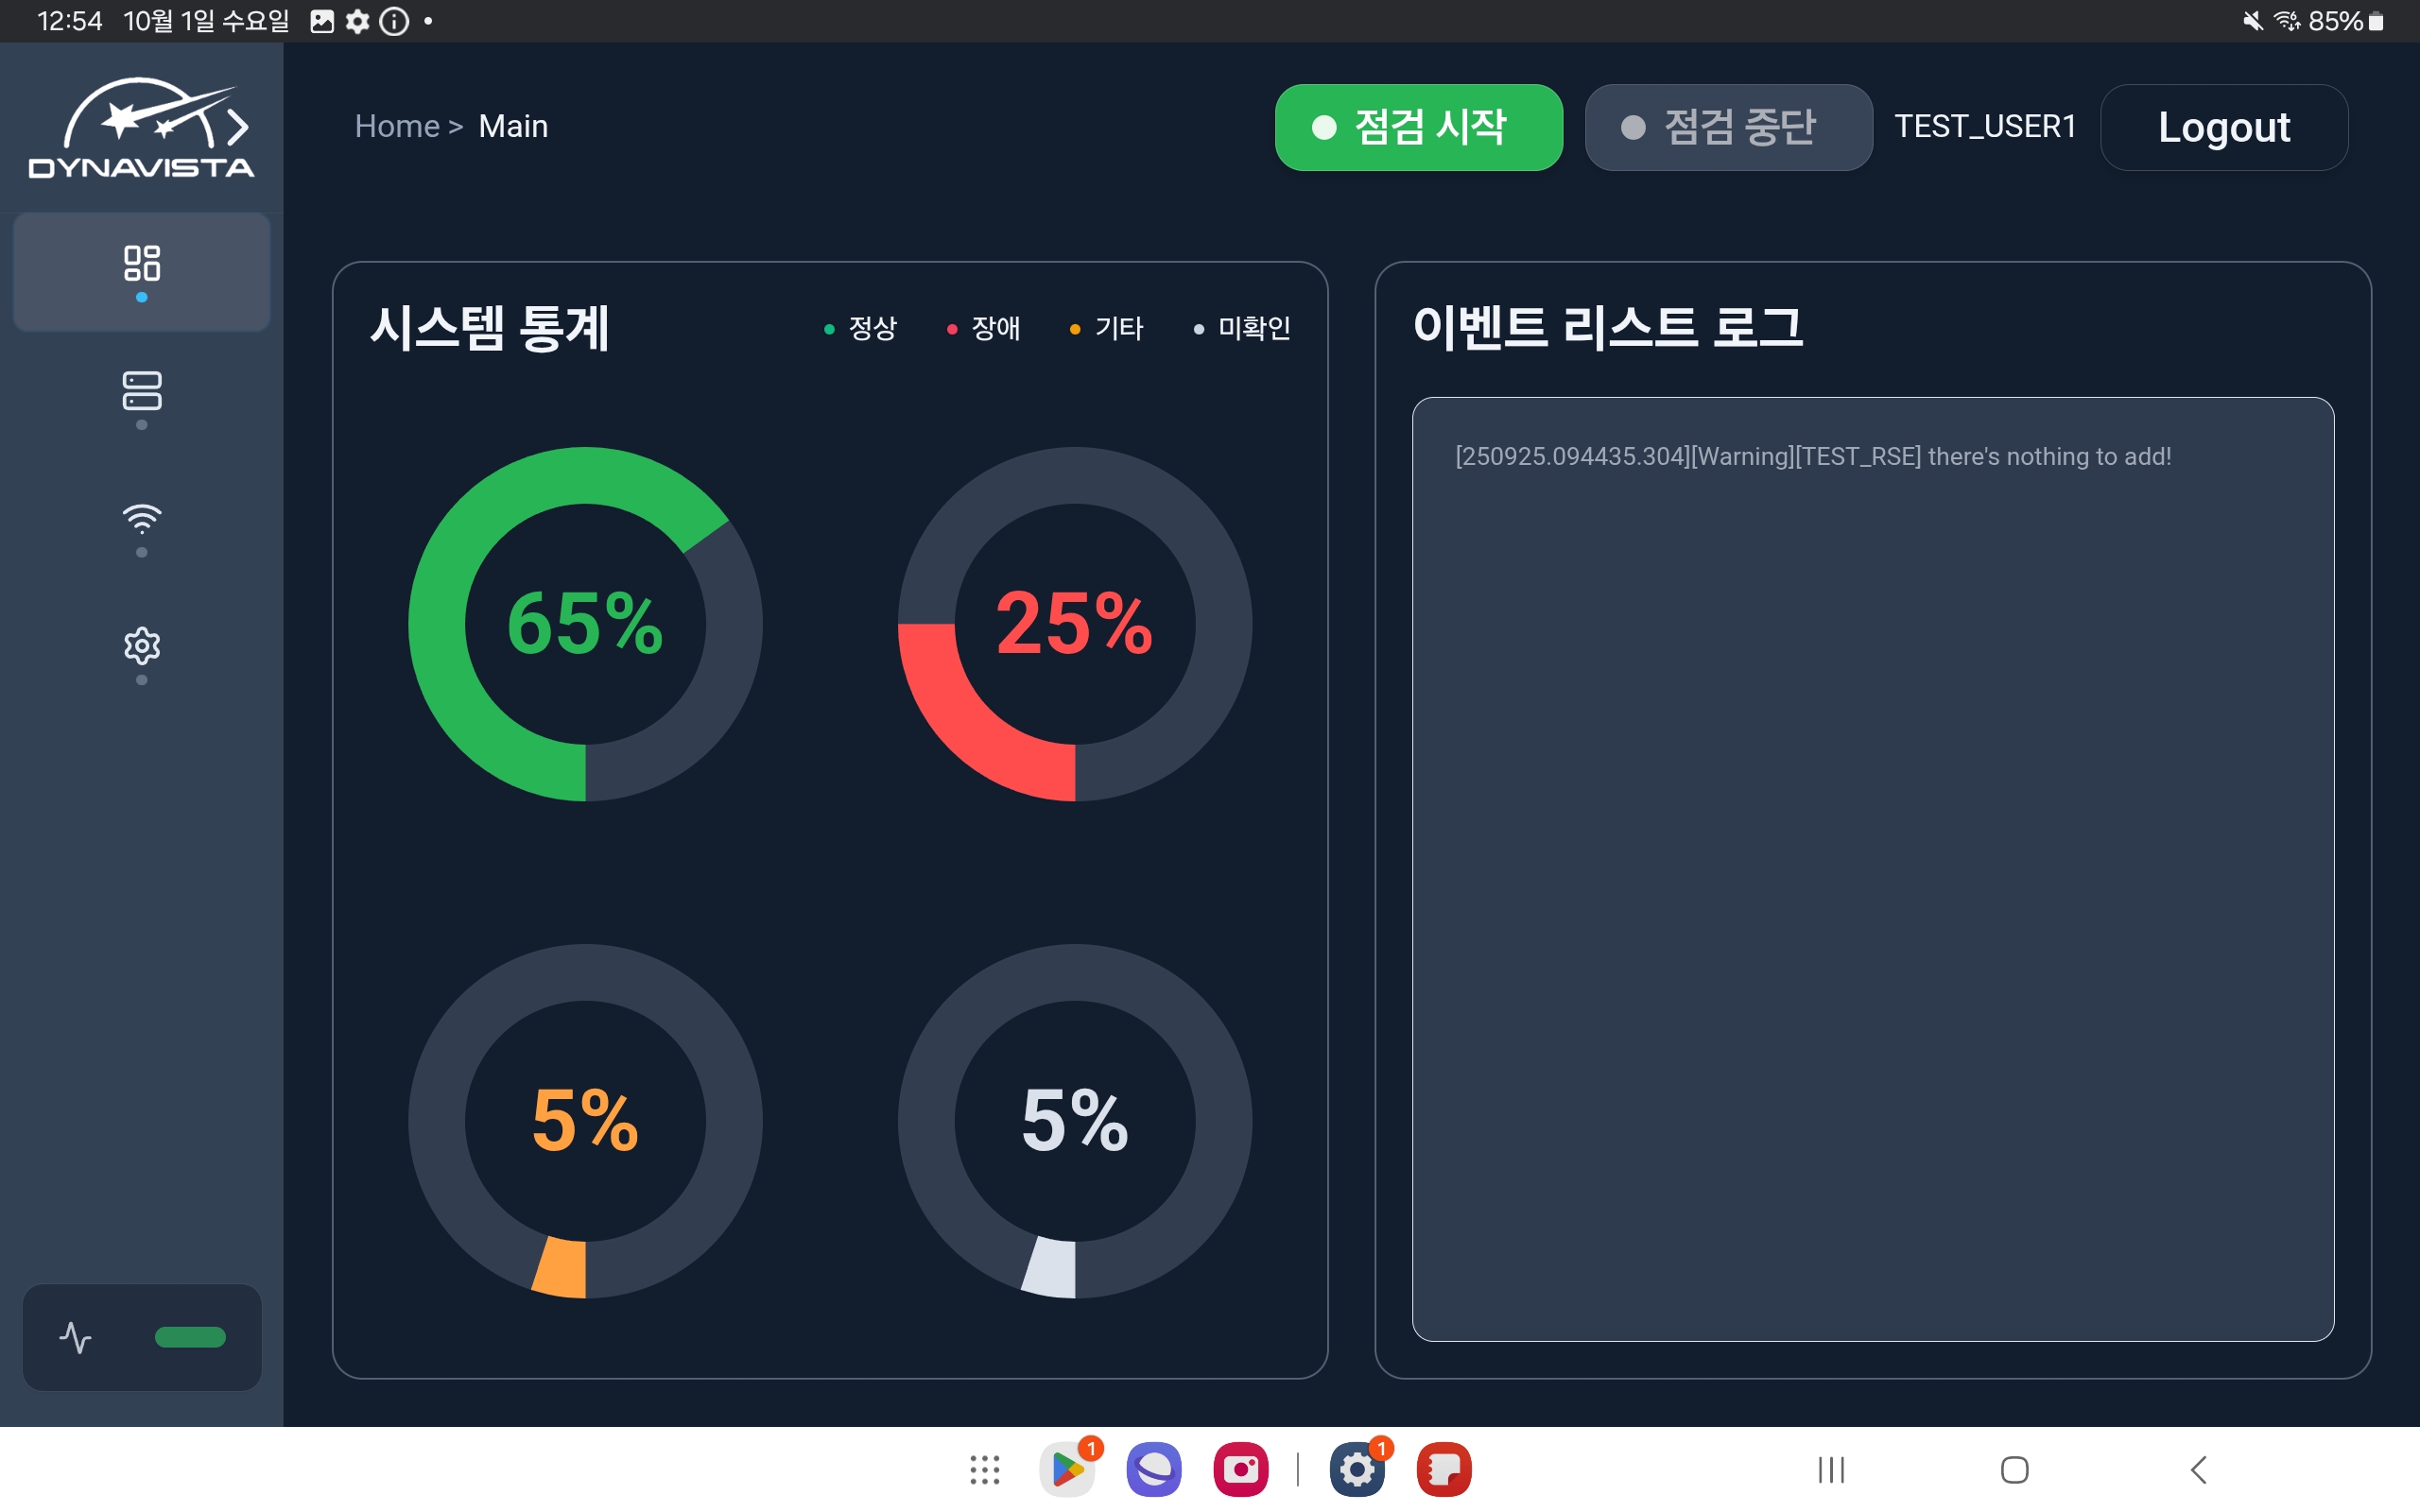 12:54 10월 1일 수요일
85%
DYNAVISTA
Home > Main
점검 시작
점검 중단
TEST_USER1
Logout
시스템 통계
정상
장애
기타
미확인
65%
25%
5%
5%
이벤트 리스트 로그
[250925.094435.304][Warning][TEST_RSE] there's nothing to add!
1
1